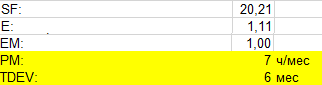 SF: 20,21
E: 1,11
EM: 1,00
PM: 7 ч/мес
TDEV: 6 мес